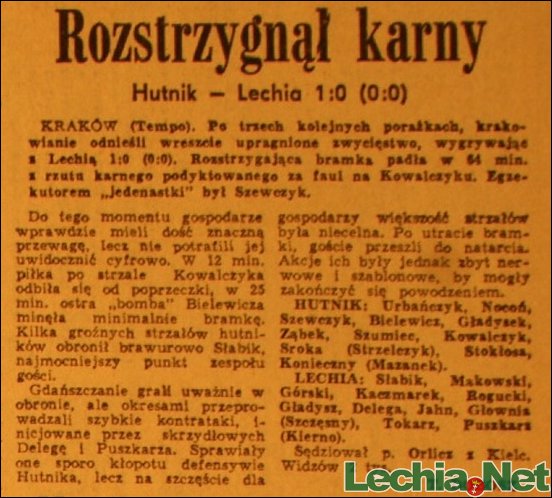 Rozstrzygnął karny
Hutnik — Lechia 1:0 (0:0)
KRAKÓW (Tempo). Po trzech kolejnych porażkach, krako-
wianie odnieśli wreszcie upragnione zwycięstwo, wygrywając
z Lechią 1:0 (0:0). Rozstrzygająca bramka padła w 64 min.
z rzutu karnego podyktowanego za faul na Kowalczyku. Egze-
kutorem „jedenastki" był Szewczyk.
Do tego momentu gospodarze
wprawdzie mieli dość znaczną
przewagę, lecz nie potrafili jej
uwidocznić cyfrowo. W 12 min.
piłka po strzale Kowalczyka
odbiła się od poprzeczki, w 25
min. ostra „bomba" Bielewicza
minęła minimalnie bramkę.
Kilka groźnych strzałów hutni-
ków obronił brawurowo Słabik,
najmocniejszy punkt zespołu
gości.
Gdańszczanie grali uważnie w
obronie, ale okresami przepro-
wadzali szybkie kontrataki, i-
nicjowane przez skrzydłowych
Delegę i Puszkarza. Sprawiały
one sporo kłopotu defensywie
Hutnika, lecz na szczęście dla
gospodarzy większość strzałów
była niecelna. Po utracie bram-
ki, goście przeszli do natarcia.
Akcje ich były jednak zbyt ner-
wowe i szablonowe, by mogły
zakończyć się powodzeniem.
HUTNIK: Urbańczyk, Nocoń,
Szewczyk, Bielewicz, Gładysek,
Ząbek, Szumiec, Kowalczyk,
Sroka (Strzelczyk), Stokłosa,
Konieczny (Mazanek).
LECHIA: Słabik, Makowski,
Górski, Kaczmarek, Rogucki,
Gładysz, Delega, Jahn, Głownia
(Szczęsny), Tokarz, Puszkarz
(Kierno).
Sędziował p. Orlicz z Kielc.
Widzów
Lechia.Net